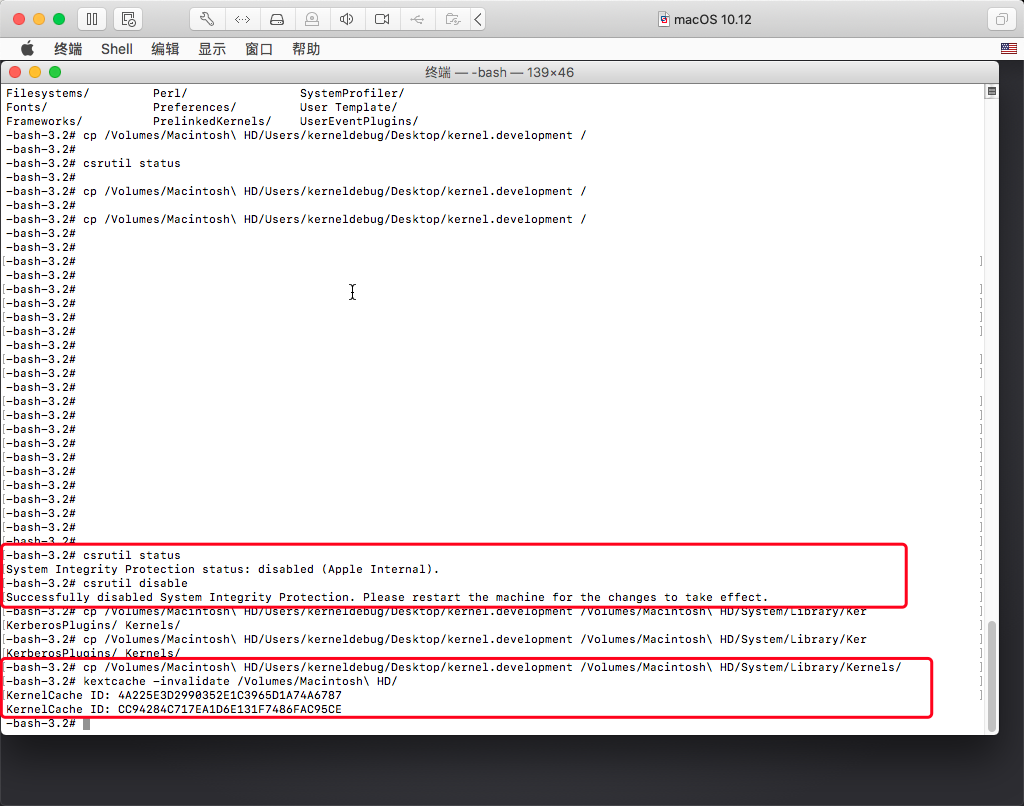 macOS 10.12
终端 Shell 编辑 显示 窗口 帮助
终端 — -bash — 139×46
Filesystems/ Perl/ SystemProfiler/
Fonts/ Preferences/ User Template/
Frameworks/ PrelinkedKernels/ UserEventPlugins/
-bash-3.2# cp /Volumes/Macintosh\ HD/Users/kerneldebug/Desktop/kernel.development /
-bash-3.2#
-bash-3.2# csrutil status
-bash-3.2#
-bash-3.2# cp /Volumes/Macintosh\ HD/Users/kerneldebug/Desktop/kernel.development /
-bash-3.2#
-bash-3.2# cp /Volumes/Macintosh\ HD/Users/kerneldebug/Desktop/kernel.development /
-bash-3.2#
-bash-3.2#
[-bash-3.2# ]
-bash-3.2#
[-bash-3.2# ]
[-bash-3.2# ]
[-bash-3.2# ]
[-bash-3.2# ]
-bash-3.2#
[-bash-3.2# ]
[-bash-3.2# ]
-bash-3.2#
[-bash-3.2# ]
[-bash-3.2# ]
[-bash-3.2# ]
[-bash-3.2# ]
[-bash-3.2# ]
[-bash-3.2# ]
[-bash-3.2# ]
[-bash-3.2# ]
[-bash-3.2# ]
[-bash-3.2# ]
[-bash-3.2# csrutil status ]
System Integrity Protection status: disabled (Apple Internal).
[-bash-3.2# csrutil disable ]
Successfully disabled System Integrity Protection. Please restart the machine for the changes to take effect.
[-bash-3.2# cp /Volumes/Macintosh\ HD/Users/kerneldebug/Desktop/kernel.development /Volumes/Macintosh\ HD/System/Library/Ker ]
[KerberosPlugins/ Kernels/ ]
[-bash-3.2# cp /Volumes/Macintosh\ HD/Users/kerneldebug/Desktop/kernel.development /Volumes/Macintosh\ HD/System/Library/Ker ]
[KerberosPlugins/ Kernels/ ]
[-bash-3.2# cp /Volumes/Macintosh\ HD/Users/kerneldebug/Desktop/kernel.development /Volumes/Macintosh\ HD/System/Library/Kernels/ ]
[-bash-3.2# kextcache -invalidate /Volumes/Macintosh\ HD/ ]
KernelCache ID: 4A225E3D2990352E1C3965D1A74A6787
KernelCache ID: CC94284C717EA1D6E131F7486FAC95CE
-bash-3.2#